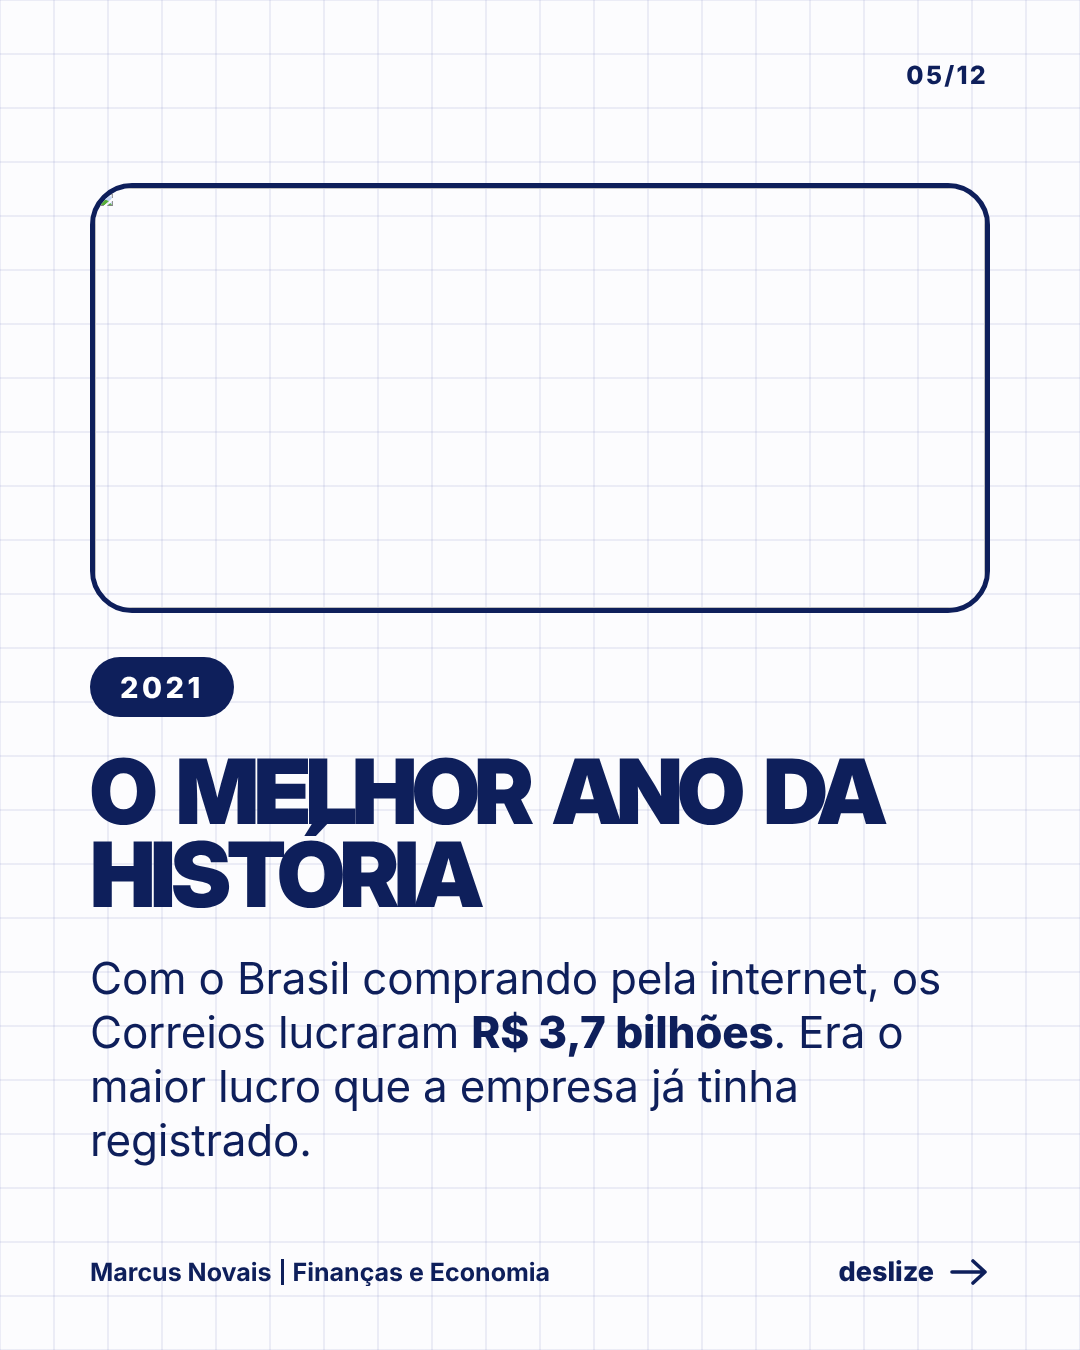 05/12
2021
O MELHOR ANO DA
HISTÓRIA
Com o Brasil comprando pela internet, os
Correios lucraram R$ 3,7 bilhões. Era o
maior lucro que a empresa já tinha
registrado.
Marcus Novais | Finanças e Economia
deslize →